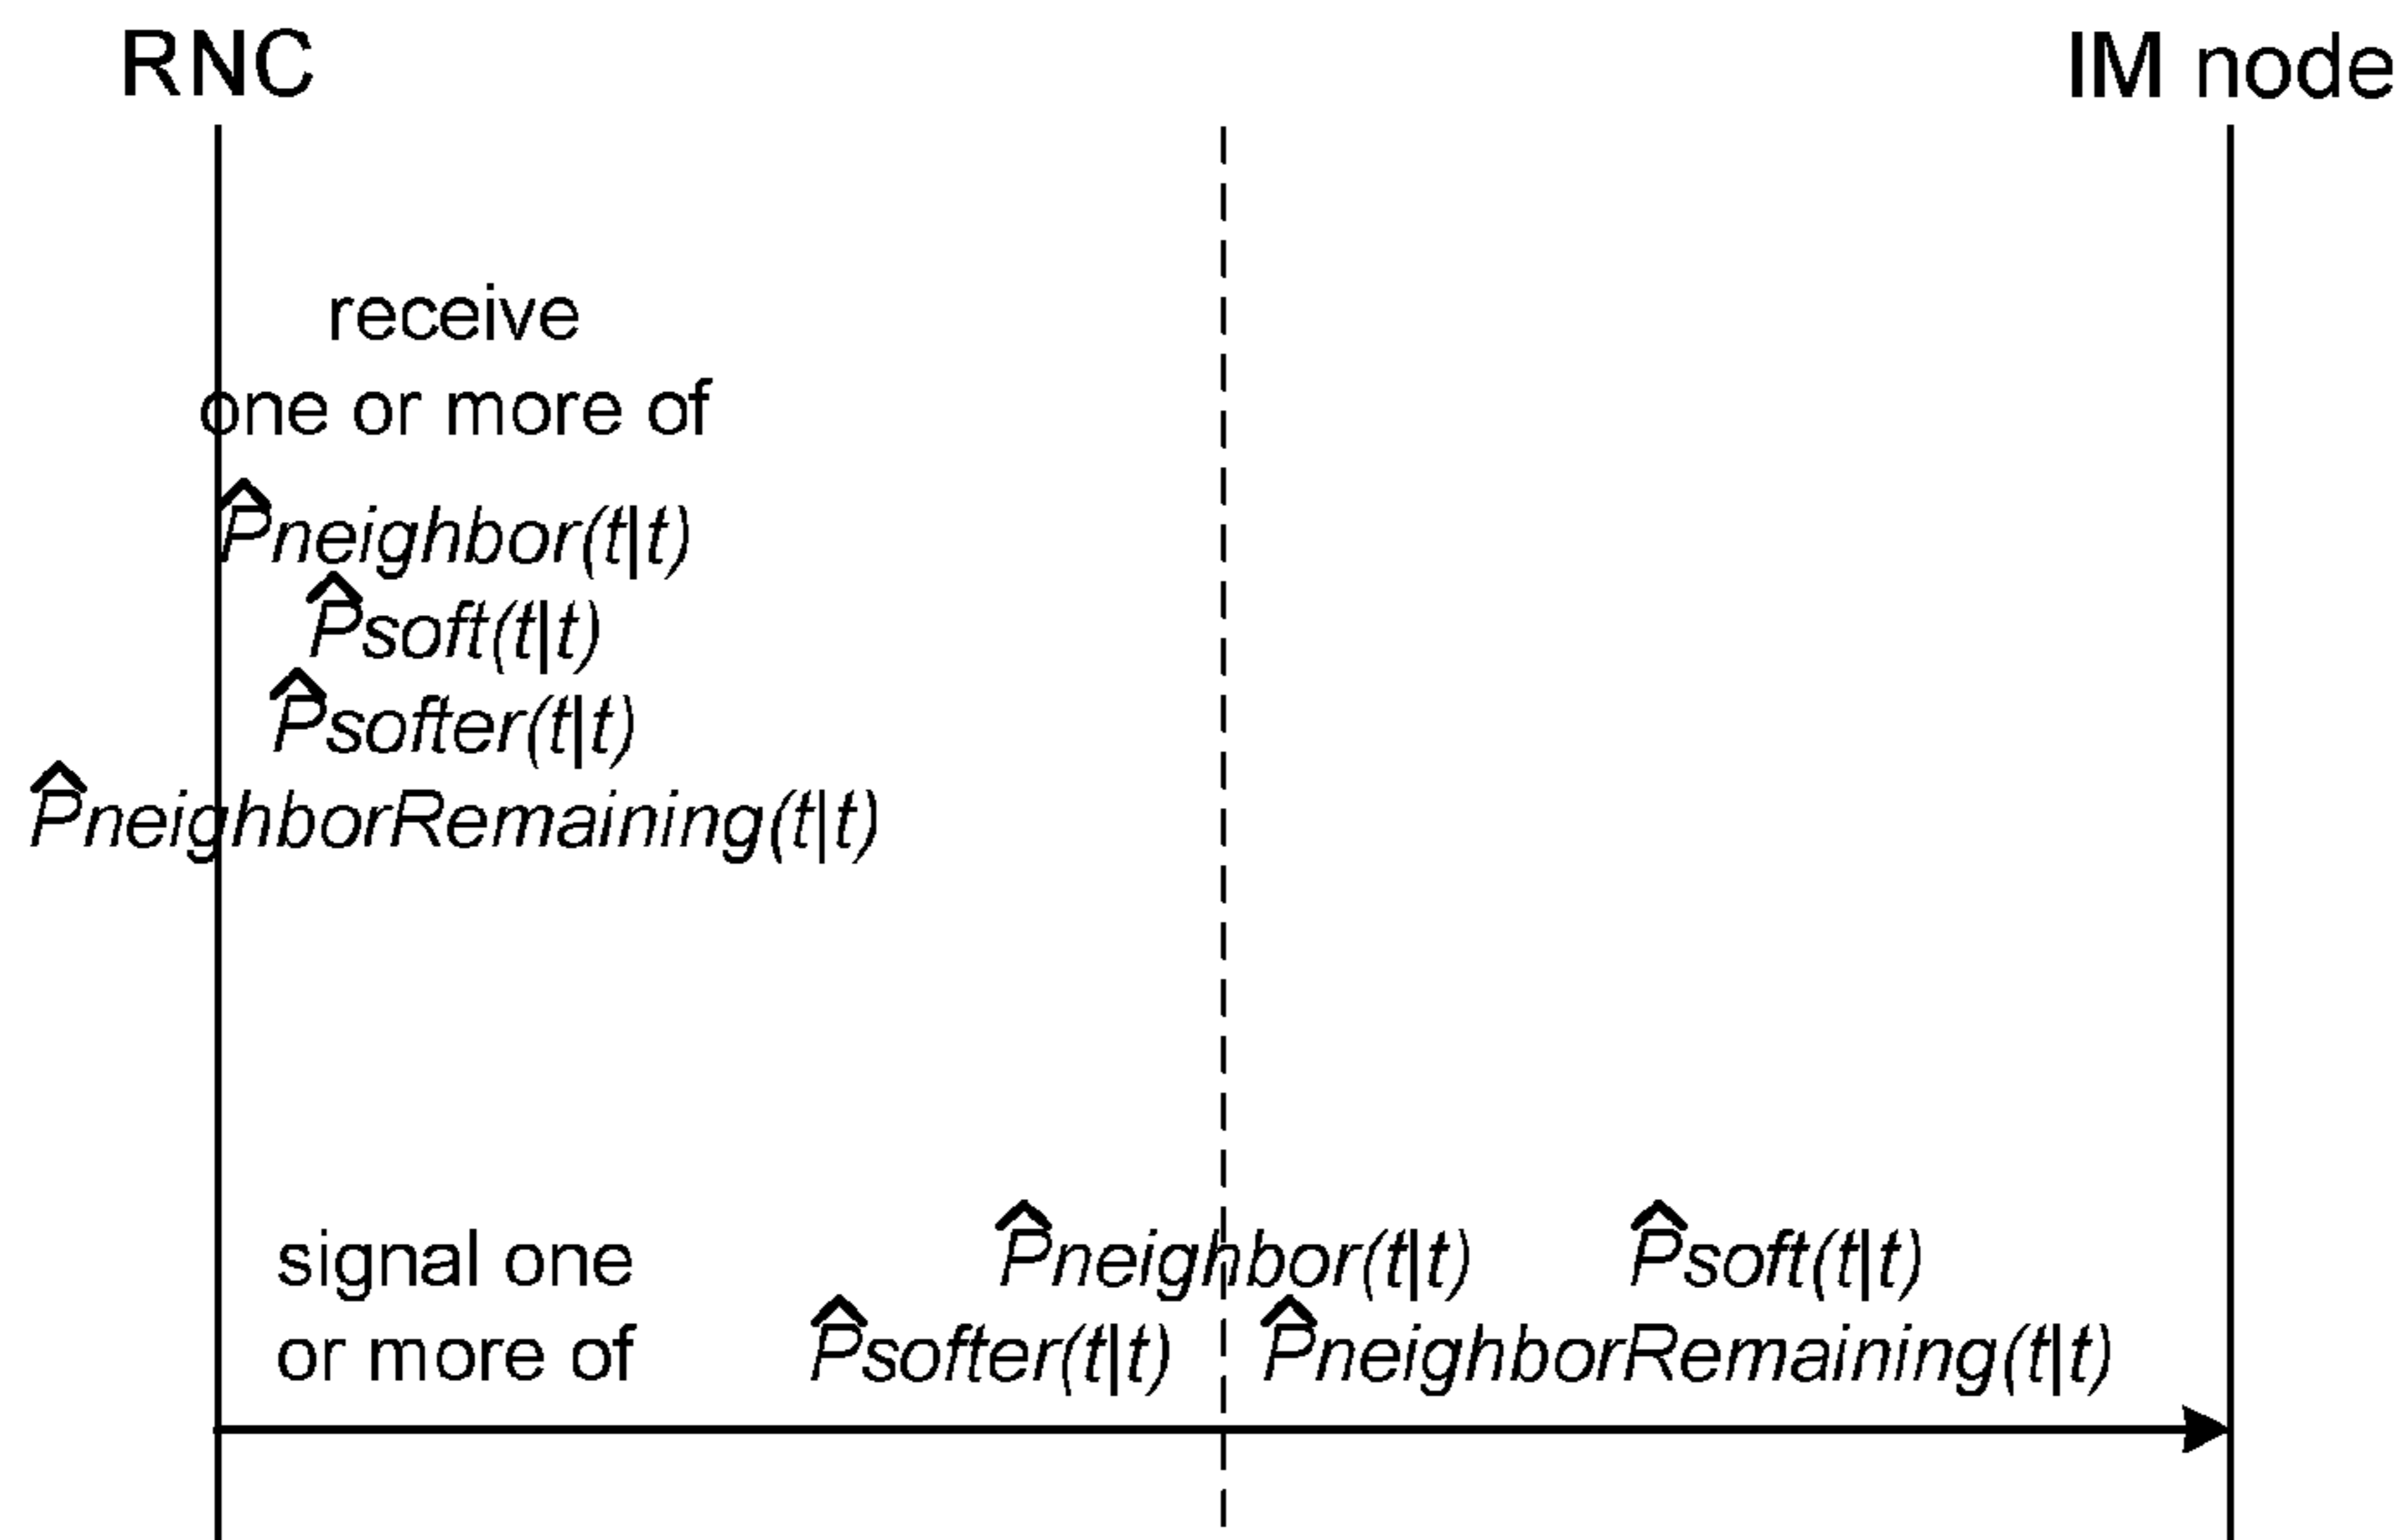 RNC IM node
receive
one or more of
P̂neighbor(t|t)
P̂soft(t|t)
P̂softer(t|t)
P̂neighborRemaining(t|t)
signal one P̂neighbor(t|t) P̂soft(t|t)
or more of P̂softer(t|t) P̂neighborRemaining(t|t)